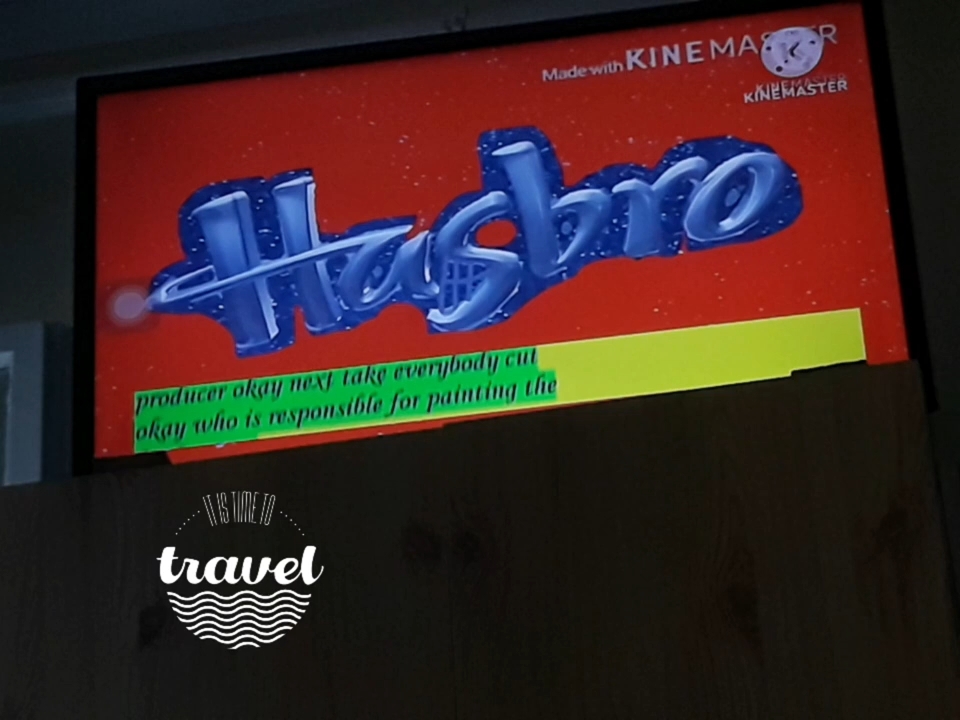 Made with KINEMASTER
KINEMASTER
KINEMASTER
Hasbro
producer okay next take everybody cut
okay who is responsible for painting the
IT IS TIME TO
travel